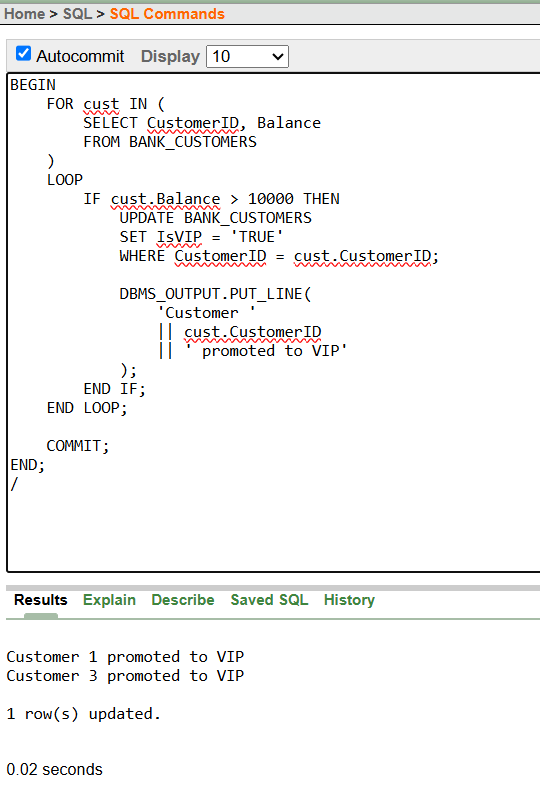 Home > SQL > SQL Commands
Autocommit Display 10
BEGIN
    FOR cust IN (
        SELECT CustomerID, Balance
        FROM BANK_CUSTOMERS
    )
    LOOP
        IF cust.Balance > 10000 THEN
            UPDATE BANK_CUSTOMERS
            SET IsVIP = 'TRUE'
            WHERE CustomerID = cust.CustomerID;

            DBMS_OUTPUT.PUT_LINE(
                'Customer '
                || cust.CustomerID
                || ' promoted to VIP'
            );
        END IF;
    END LOOP;

    COMMIT;
END;
/
Results Explain Describe Saved SQL History
Customer 1 promoted to VIP
Customer 3 promoted to VIP
1 row(s) updated.
0.02 seconds